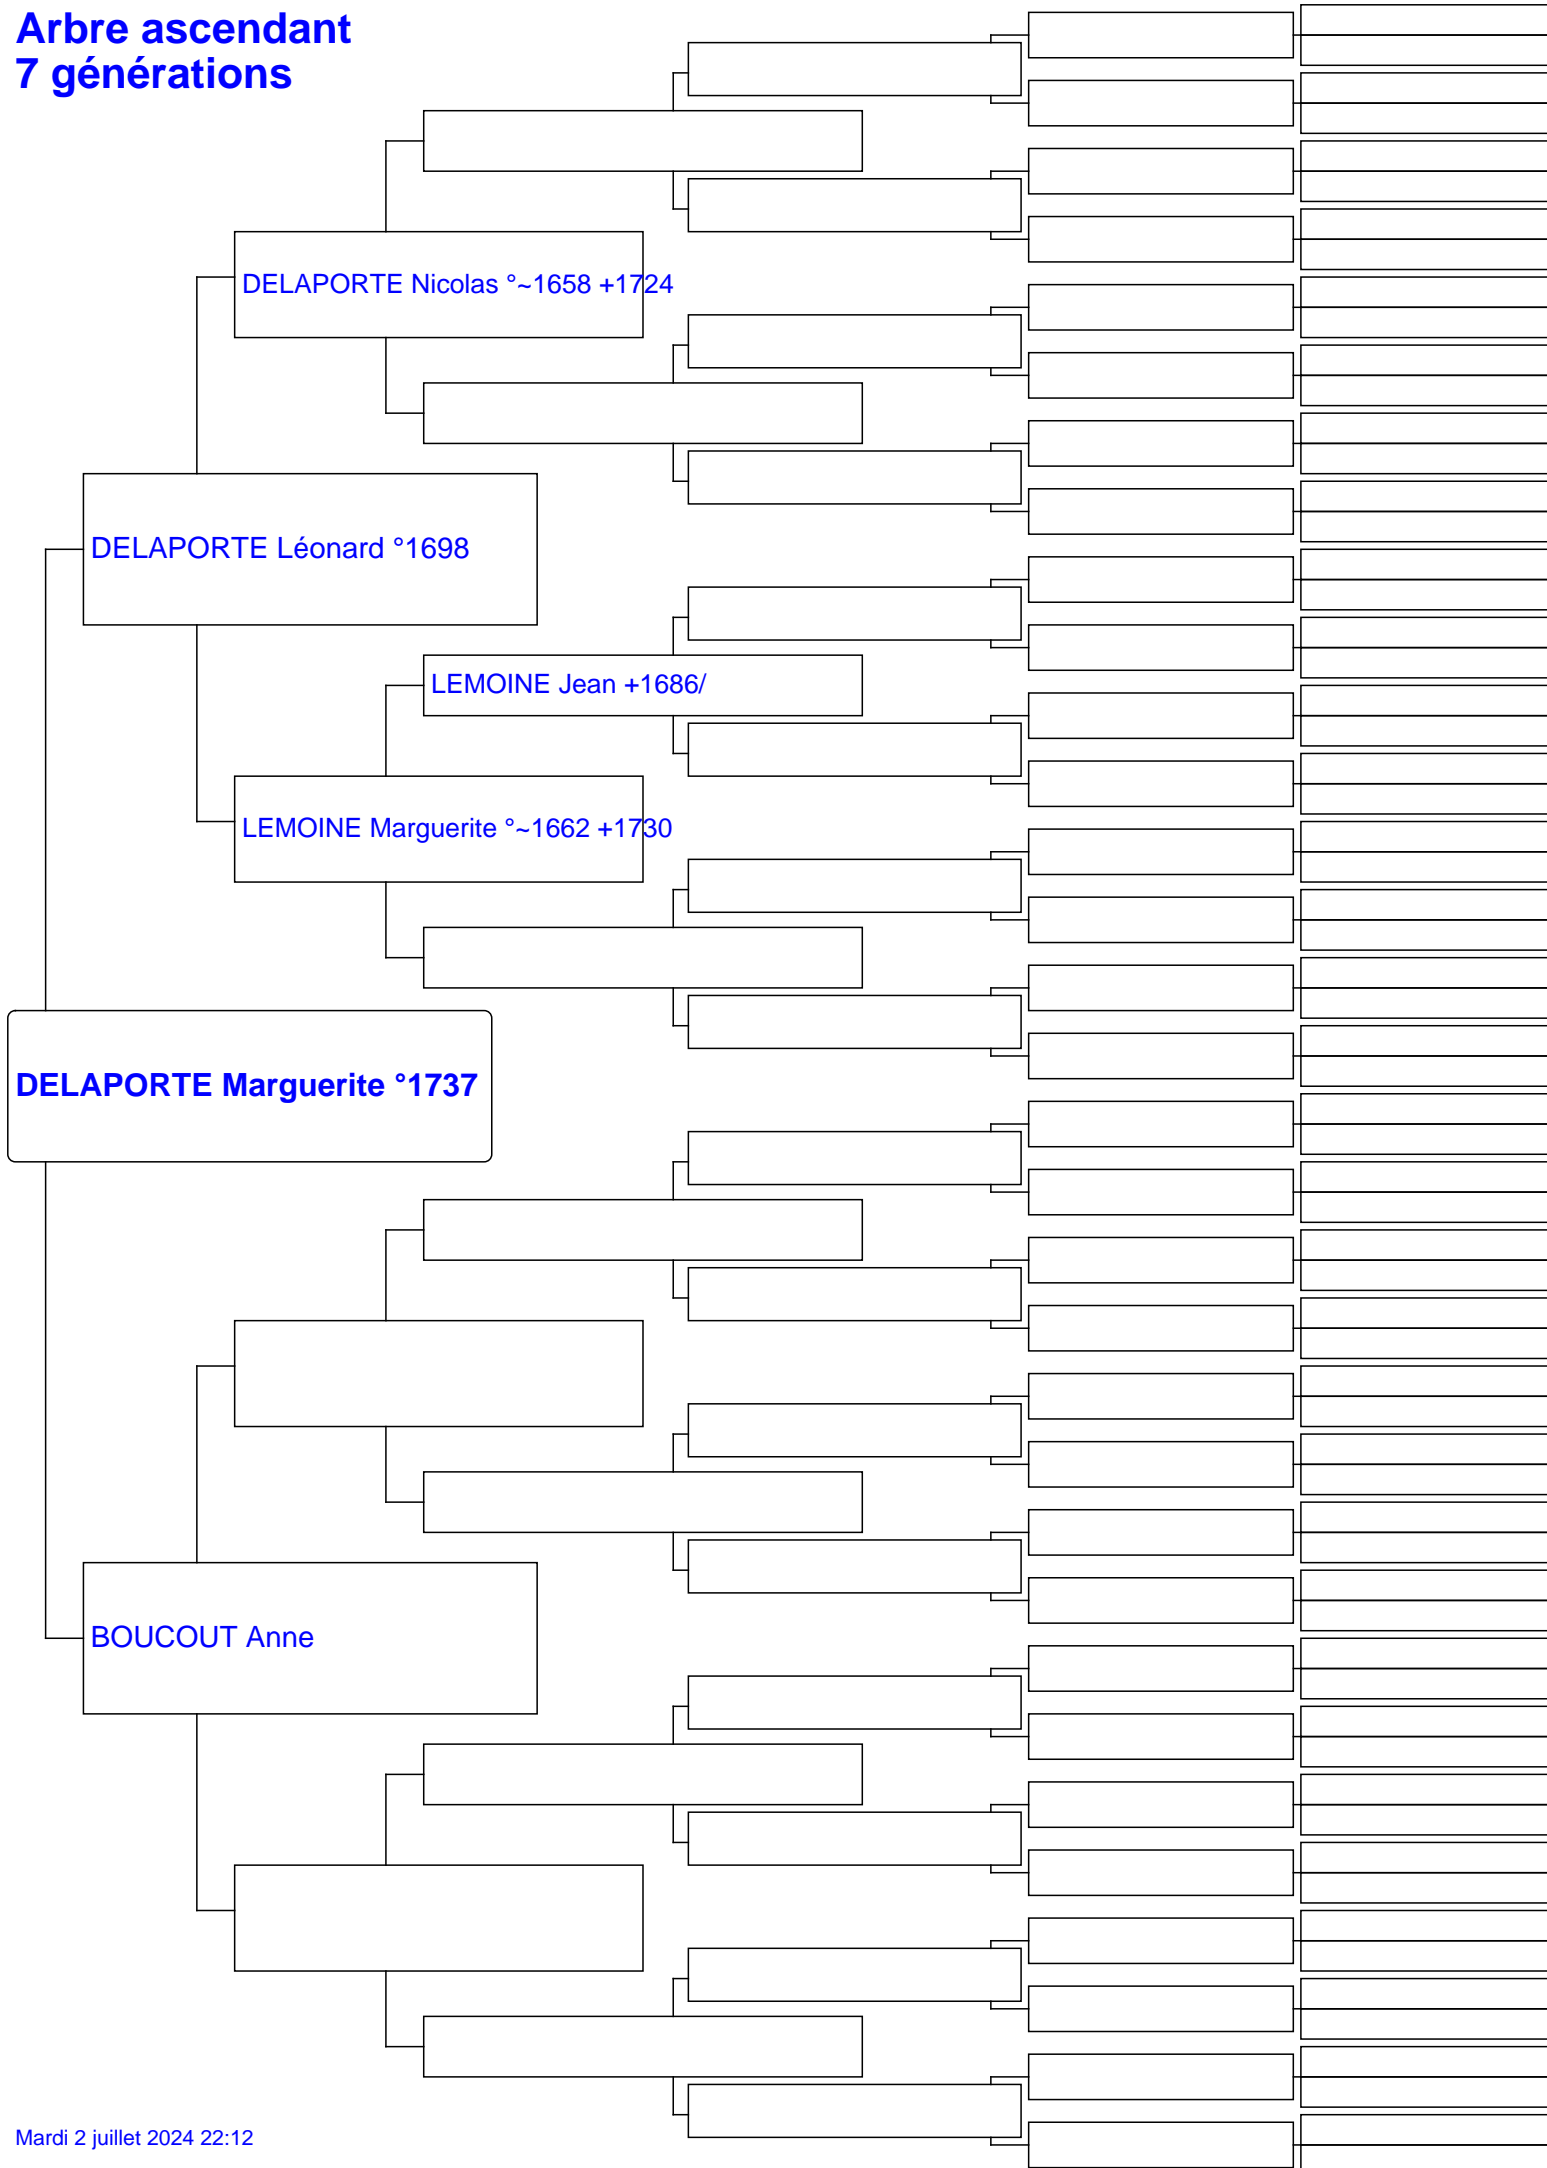 Arbre ascendant
7 générations
DELAPORTE Nicolas °~1658 +1724
DELAPORTE Léonard °1698
LEMOINE Jean +1686/
LEMOINE Marguerite °~1662 +1730
DELAPORTE Marguerite °1737
BOUCOUT Anne
Mardi 2 juillet 2024 22:12